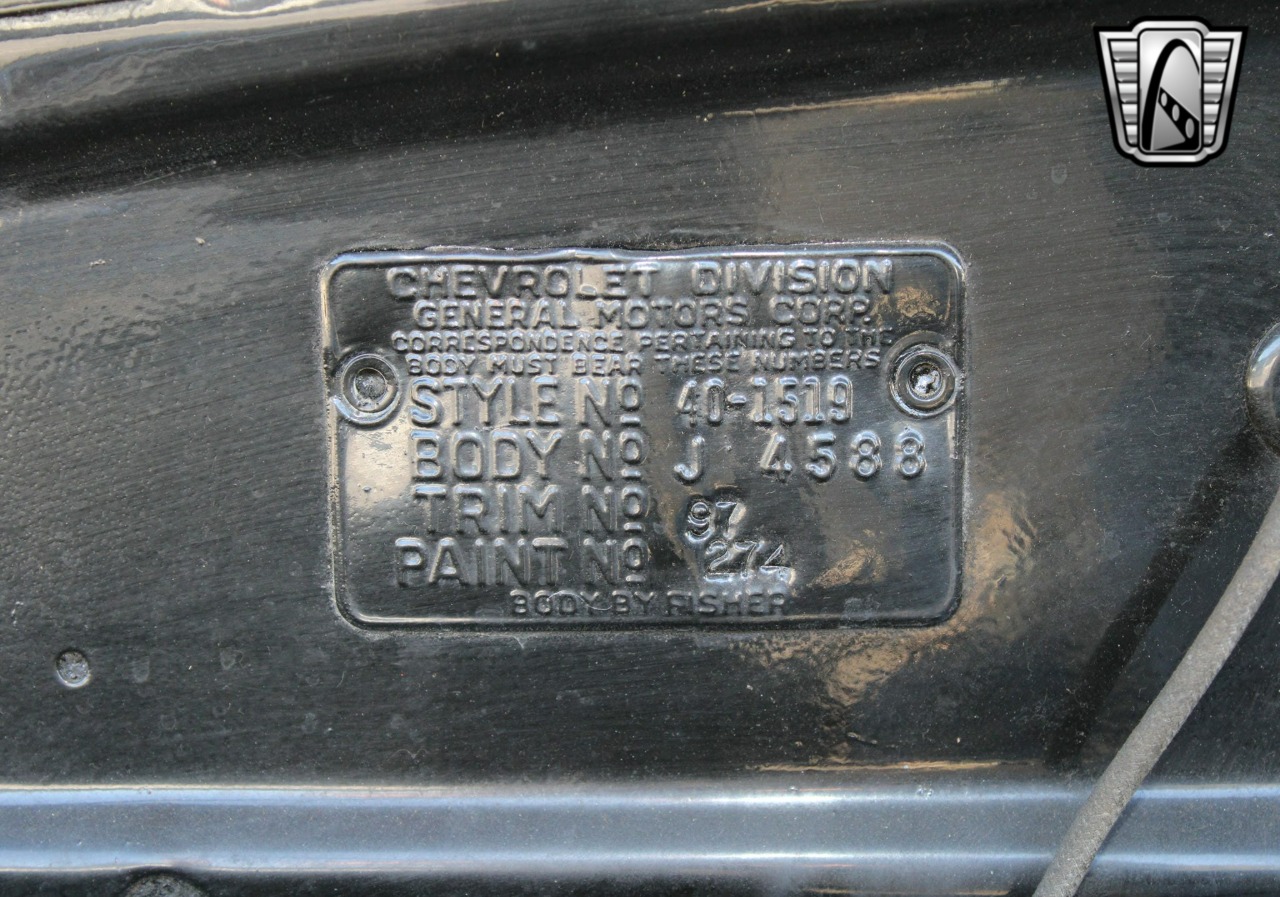 CHEVROLET DIVISION
GENERAL MOTORS CORP.
CORRESPONDENCE PERTAINING TO THE
BODY MUST BEAR THESE NUMBERS
STYLE NO 40-1519
BODY NO J 4588
TRIM NO 97
PAINT NO 274
BODY BY FISHER